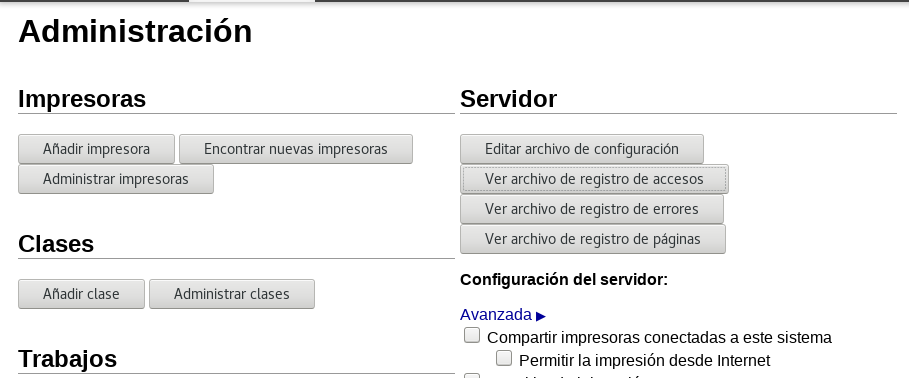 Administración
Impresoras
Añadir impresora Encontrar nuevas impresoras
Administrar impresoras
Clases
Añadir clase Administrar clases
Trabajos
Servidor
Editar archivo de configuración
Ver archivo de registro de accesos
Ver archivo de registro de errores
Ver archivo de registro de páginas
Configuración del servidor:
Avanzada ▶
Compartir impresoras conectadas a este sistema
Permitir la impresión desde Internet